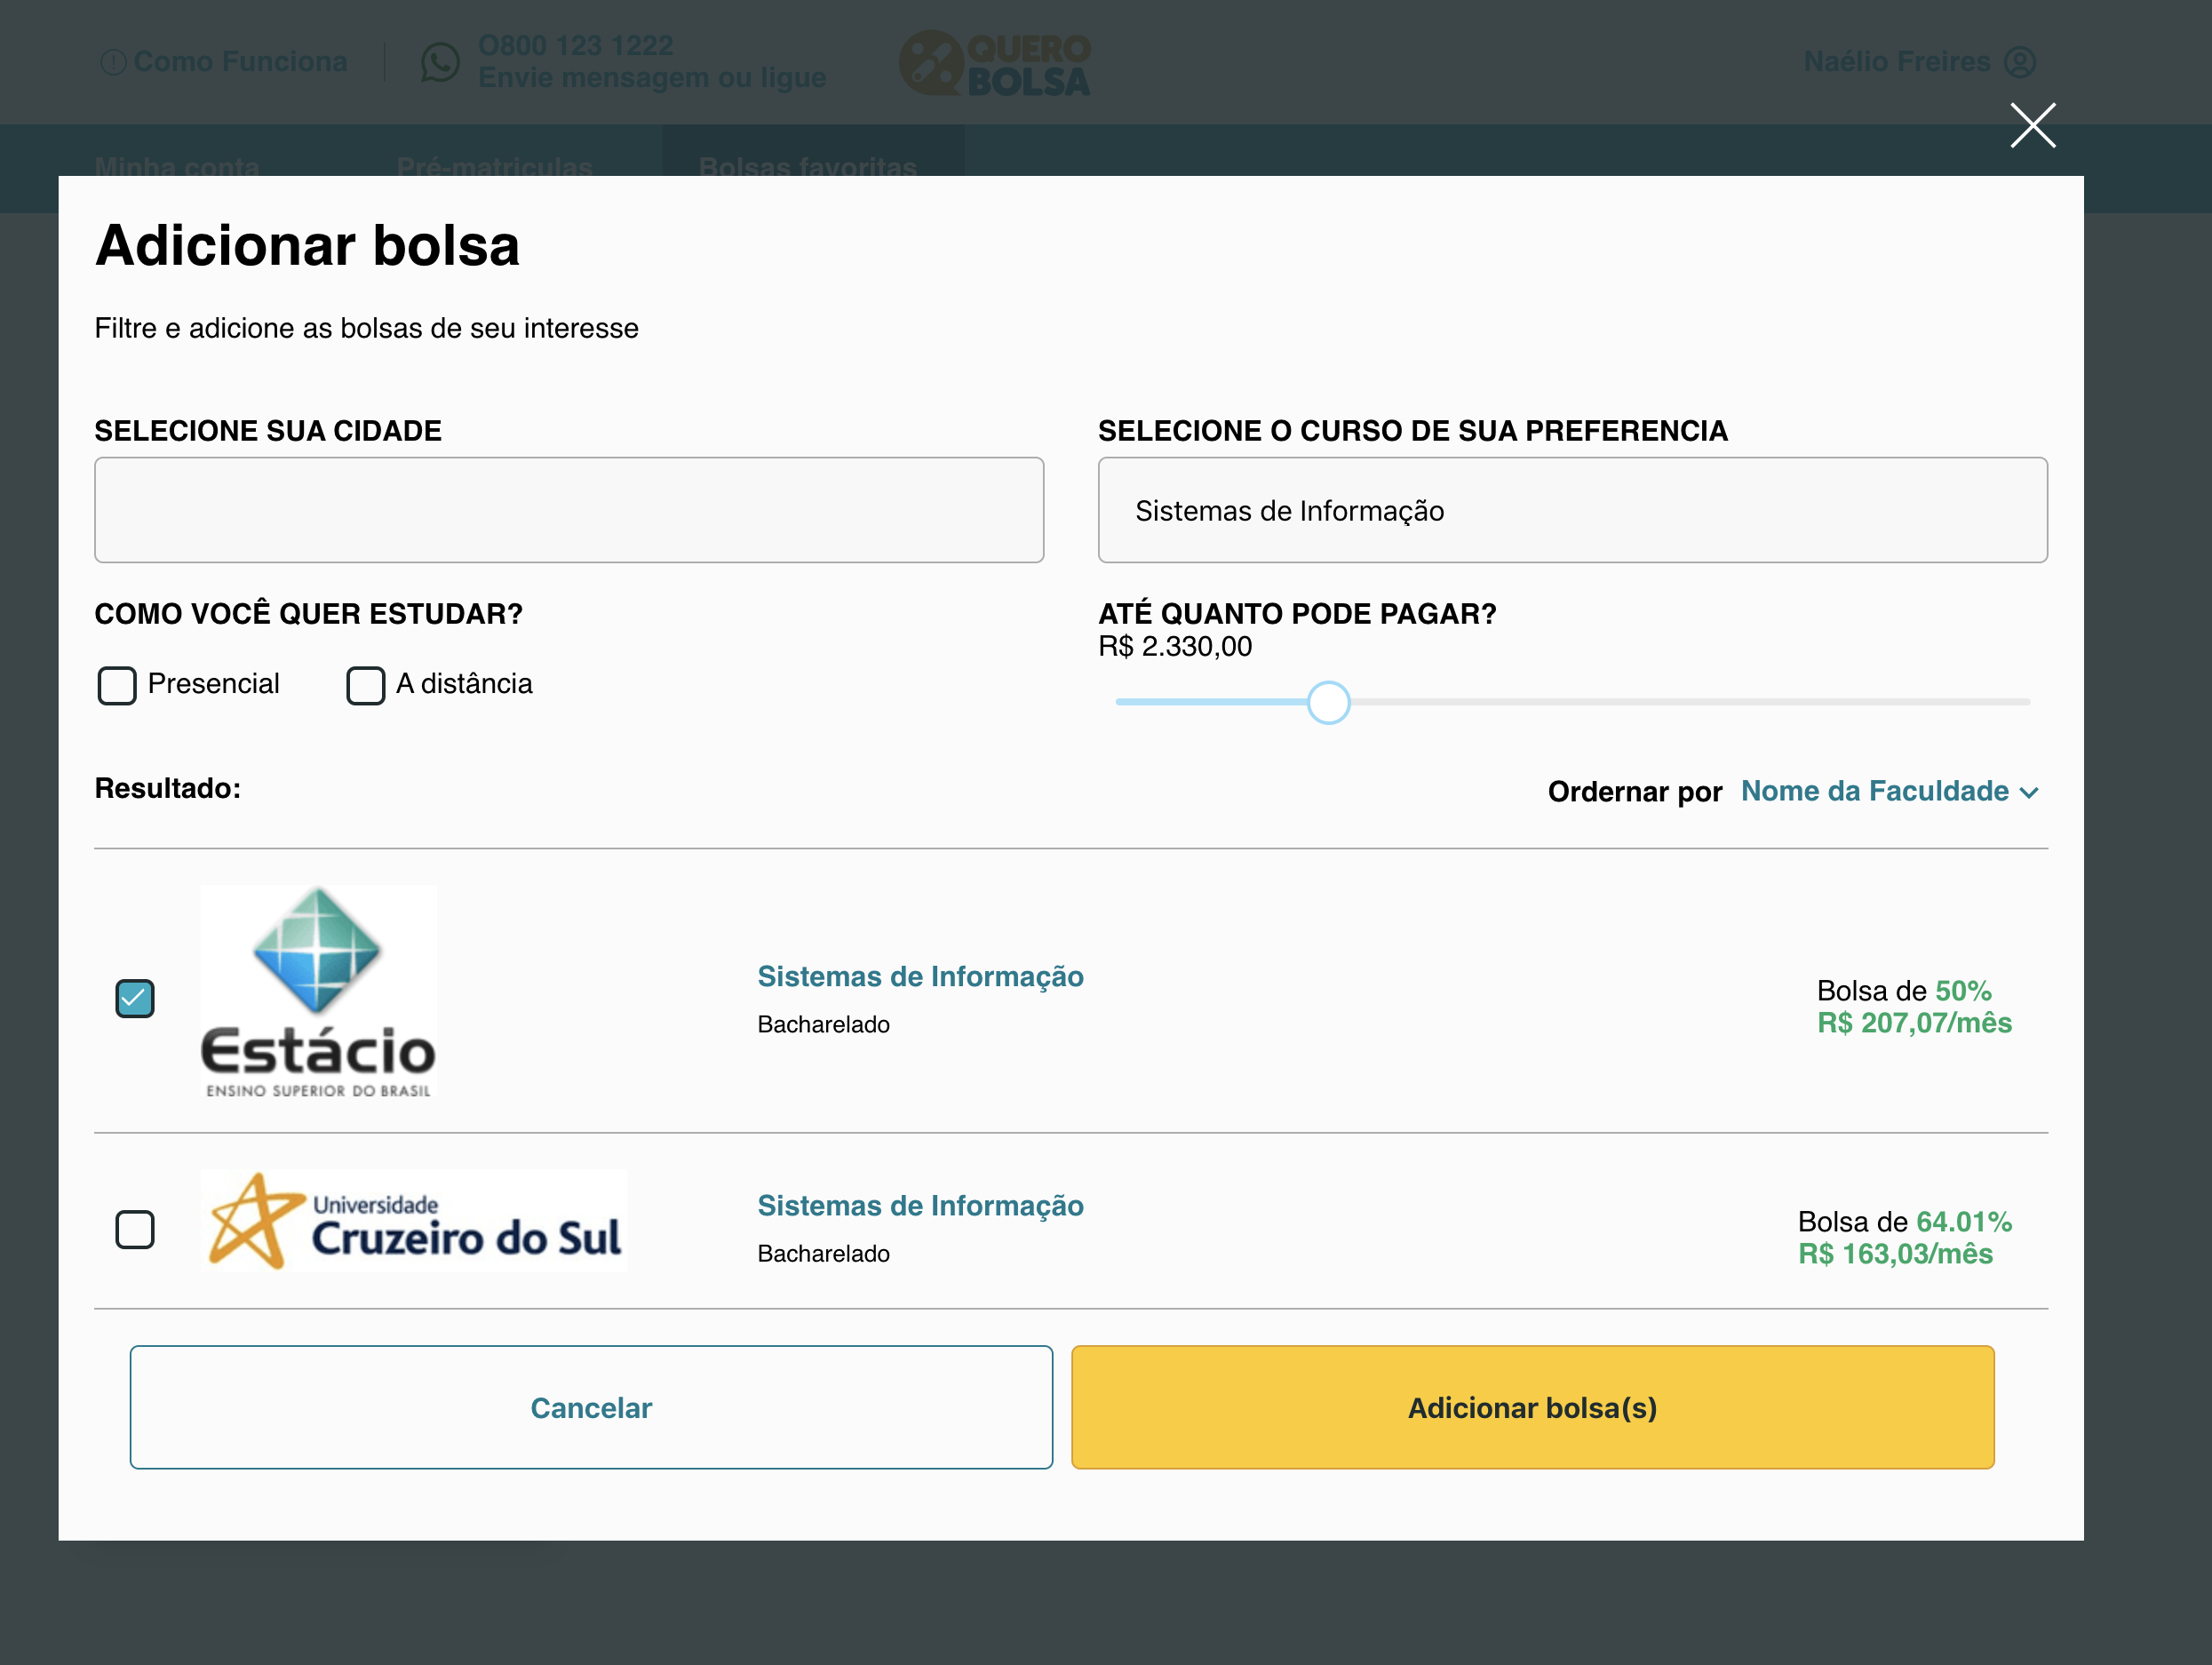 Como Funciona
O800 123 1222
Envie mensagem ou ligue
QUERO
BOLSA
Naélio Freires
Minha conta
Pré-matriculas
Bolsas favoritas
Adicionar bolsa
Filtre e adicione as bolsas de seu interesse
SELECIONE SUA CIDADE
SELECIONE O CURSO DE SUA PREFERENCIA
Sistemas de Informação
COMO VOCÊ QUER ESTUDAR?
Presencial
A distância
ATÉ QUANTO PODE PAGAR?
R$ 2.330,00
Resultado:
Ordernar por Nome da Faculdade
Estácio
ENSINO SUPERIOR DO BRASIL
Sistemas de Informação
Bacharelado
Bolsa de 50%
R$ 207,07/mês
Universidade
Cruzeiro do Sul
Sistemas de Informação
Bacharelado
Bolsa de 64.01%
R$ 163,03/mês
Cancelar
Adicionar bolsa(s)